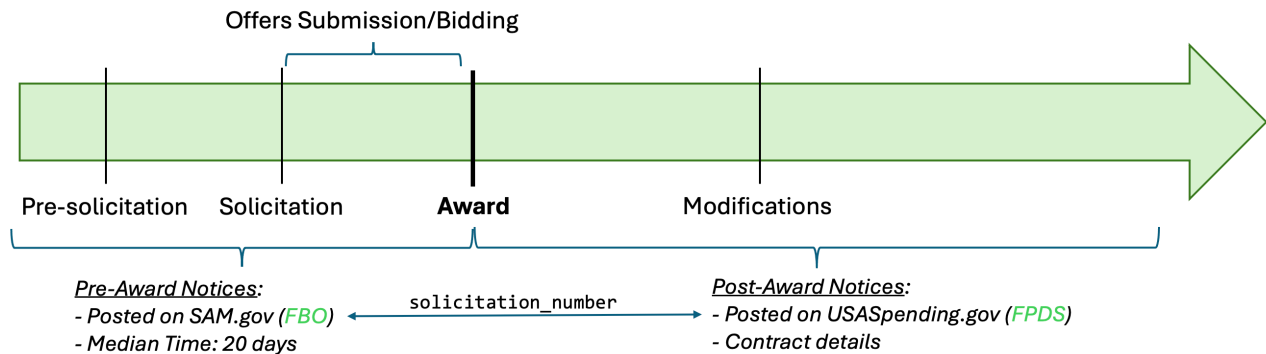 Offers Submission/Bidding
Pre-solicitation
Solicitation
Award
Modifications
Pre-Award Notices:
- Posted on SAM.gov (FBO)
- Median Time: 20 days
solicitation_number
Post-Award Notices:
- Posted on USASpending.gov (FPDS)
- Contract details